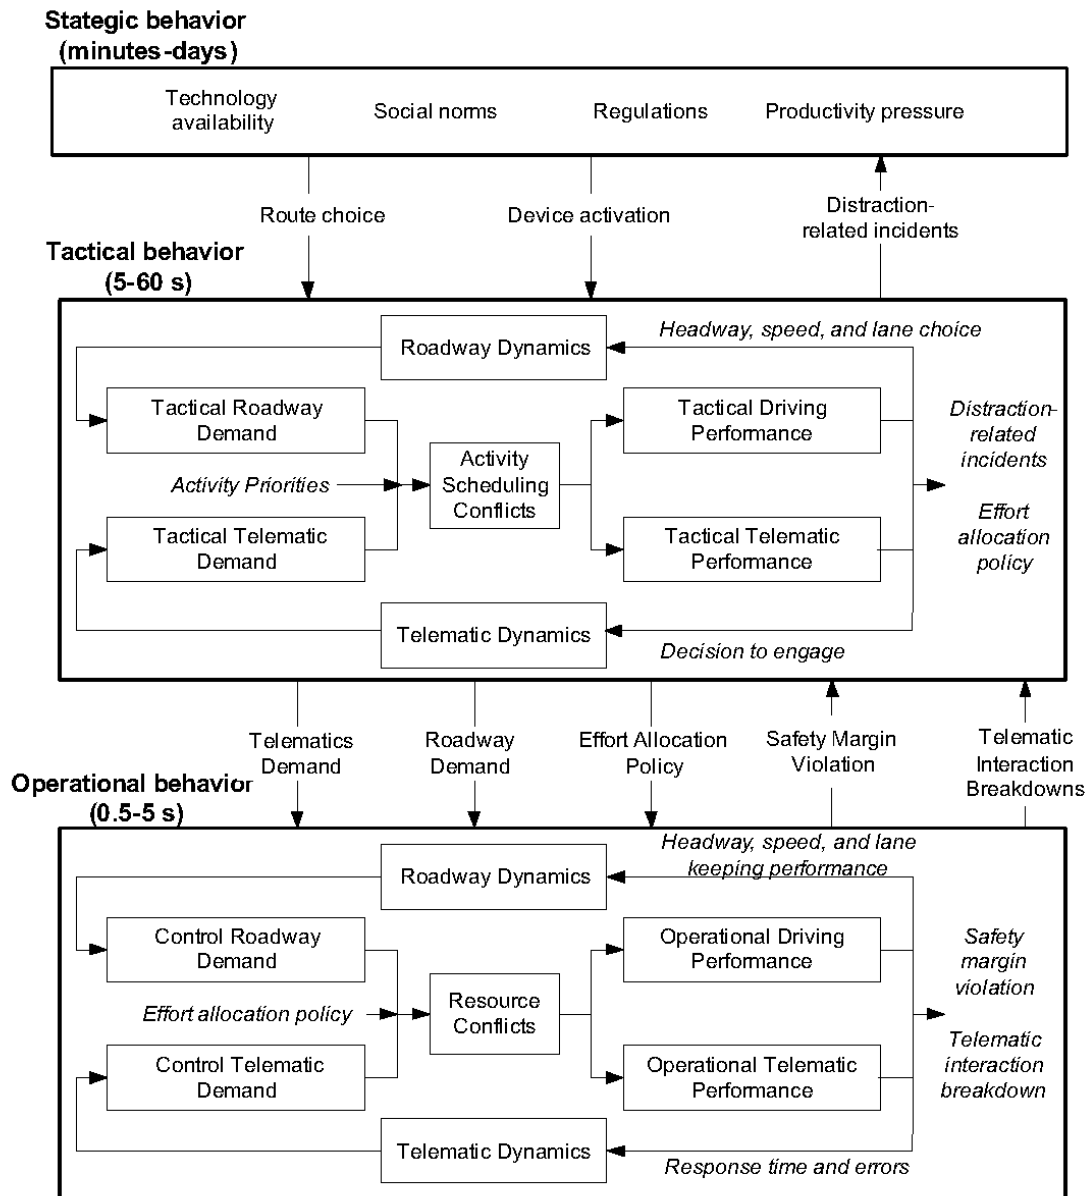 Stategic behavior
(minutes-days)
Technology
availability
Social norms
Regulations
Productivity pressure
Route choice
Device activation
Distraction-
related incidents
Tactical behavior
(5-60 s)
Roadway Dynamics
Headway, speed, and lane choice
Tactical Roadway
Demand
Tactical Driving
Performance
Activity Priorities
Activity
Scheduling
Conflicts
Distraction-
related
incidents
Effort
allocation
policy
Tactical Telematic
Demand
Tactical Telematic
Performance
Telematic Dynamics
Decision to engage
Telematics
Demand
Roadway
Demand
Effort Allocation
Policy
Safety Margin
Violation
Telematic
Interaction
Breakdowns
Operational behavior
(0.5-5 s)
Roadway Dynamics
Headway, speed, and lane
keeping performance
Control Roadway
Demand
Operational Driving
Performance
Effort allocation policy
Resource
Conflicts
Safety
margin
violation
Telematic
interaction
breakdown
Control Telematic
Demand
Operational Telematic
Performance
Telematic Dynamics
Response time and errors